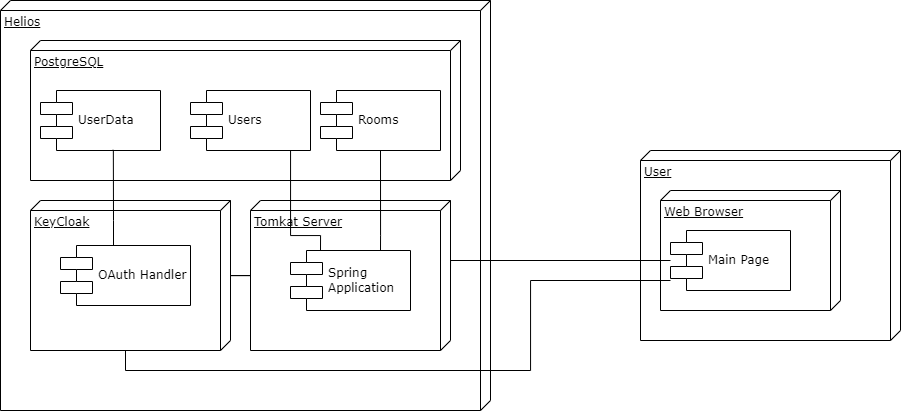 Helios
PostgreSQL
UserData
Users
Rooms
KeyCloak
OAuth Handler
Tomkat Server
Spring
Application
User
Web Browser
Main Page